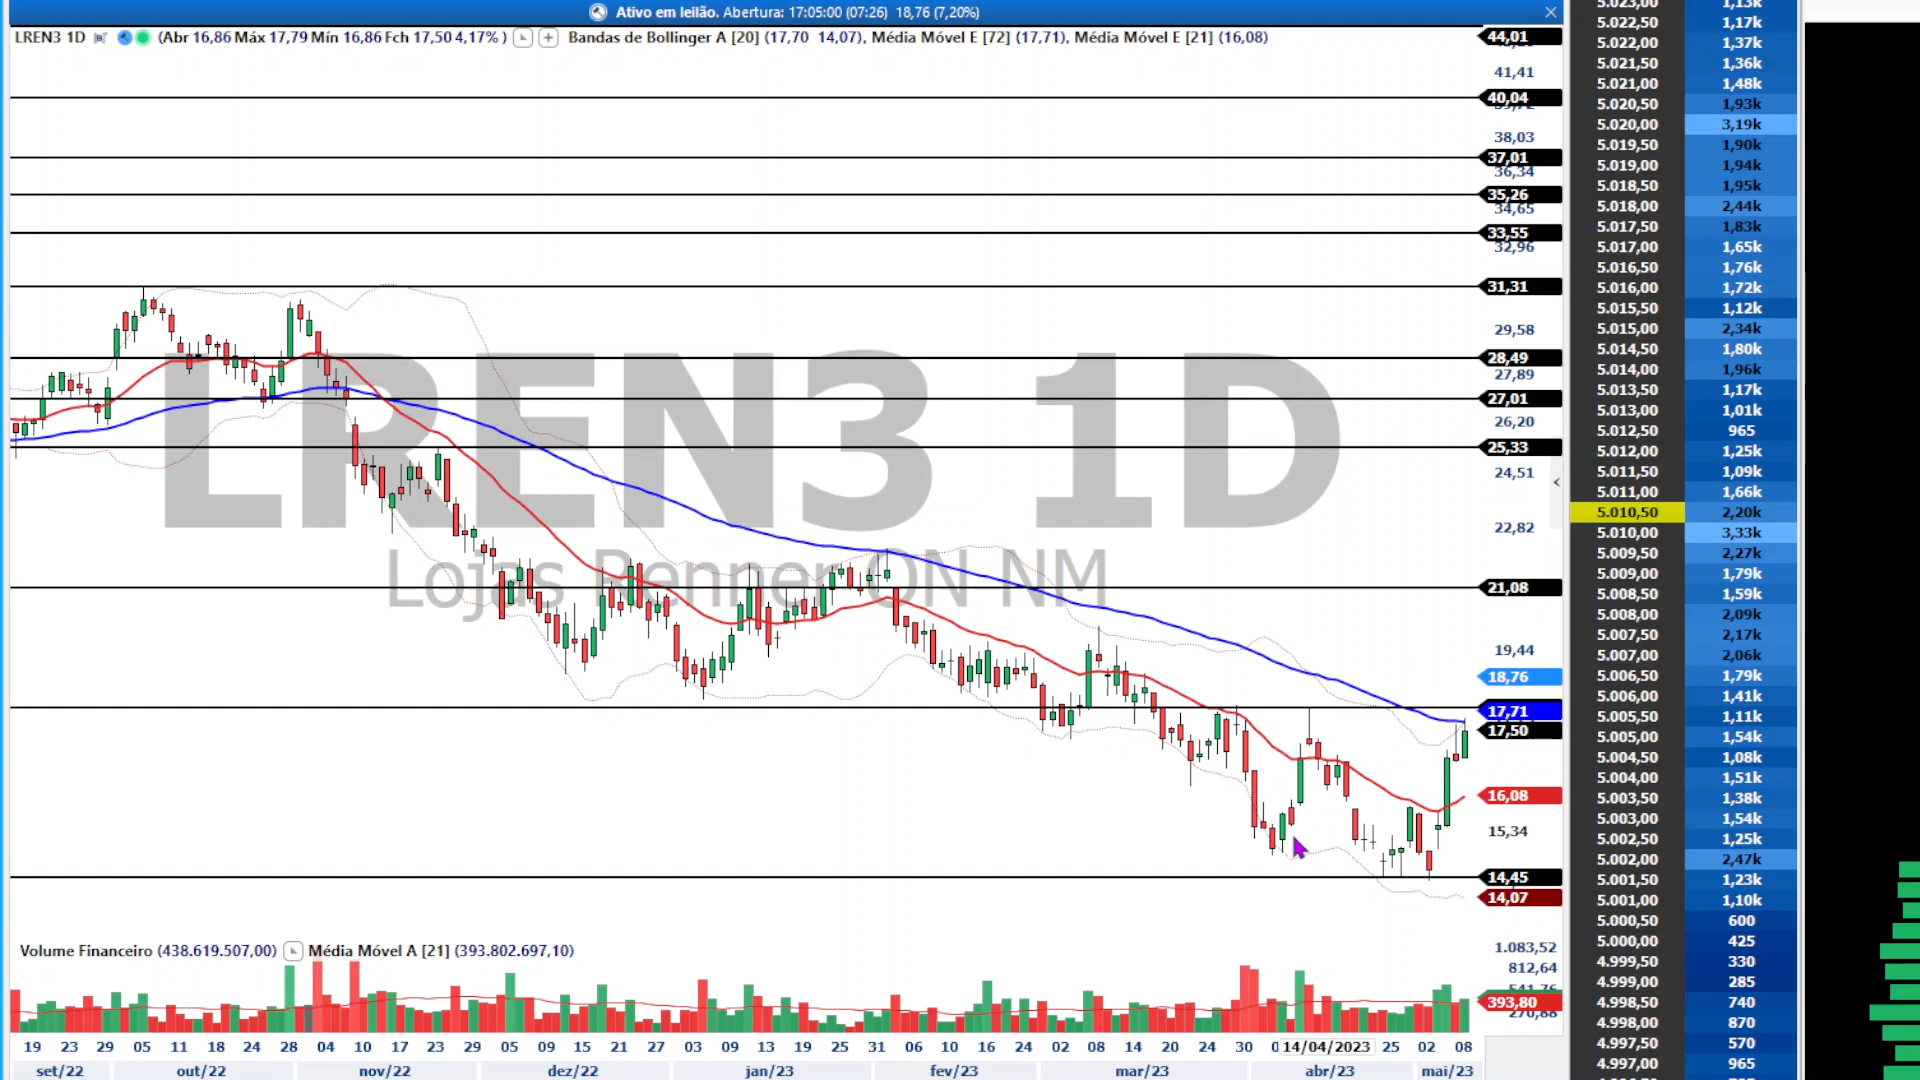 Ativo em leilão. Abertura: 17:05:00 (07:26) 18,76 (7,20%)
LREN3 1D (Abr 16,86 Máx 17,79 Mín 16,86 Fch 17,50 4,17% ) Bandas de Bollinger A [20] (17,70 14,07), Média Móvel E [72] (17,71), Média Móvel E [21] (16,08)
LREN3 1D
Lojas Renner ON NM
44,01
41,41
40,04
38,03
37,01
36,34
35,26
34,65
33,55
32,96
31,31
29,58
28,49
27,89
27,01
26,20
25,33
24,51
22,82
21,08
19,44
18,76
17,71
17,50
16,08
15,34
14,45
14,07
Volume Financeiro (438.619.507,00) Média Móvel A [21] (393.802.697,10)
1.083,52
812,64
393,80
270,88
19 23 29 05 11 18 24 28 04 10 17 23 29 05 09 15 21 27 03 09 13 19 25 31 06 10 16 24 02 08 14 20 24 30 14/04/2023 25 02 08
set/22 out/22 nov/22 dez/22 jan/23 fev/23 mar/23 abr/23 mai/23
5.023,00 1,13k
5.022,50 1,17k
5.022,00 1,37k
5.021,50 1,36k
5.021,00 1,48k
5.020,50 1,93k
5.020,00 3,19k
5.019,50 1,90k
5.019,00 1,94k
5.018,50 1,95k
5.018,00 2,44k
5.017,50 1,83k
5.017,00 1,65k
5.016,50 1,76k
5.016,00 1,72k
5.015,50 1,12k
5.015,00 2,34k
5.014,50 1,80k
5.014,00 1,96k
5.013,50 1,17k
5.013,00 1,01k
5.012,50 965
5.012,00 1,25k
5.011,50 1,09k
5.011,00 1,66k
5.010,50 2,20k
5.010,00 3,33k
5.009,50 2,27k
5.009,00 1,79k
5.008,50 1,59k
5.008,00 2,09k
5.007,50 2,17k
5.007,00 2,06k
5.006,50 1,79k
5.006,00 1,41k
5.005,50 1,11k
5.005,00 1,54k
5.004,50 1,08k
5.004,00 1,51k
5.003,50 1,38k
5.003,00 1,54k
5.002,50 1,25k
5.002,00 2,47k
5.001,50 1,23k
5.001,00 1,10k
5.000,50 600
5.000,00 425
4.999,50 330
4.999,00 285
4.998,50 740
4.998,00 870
4.997,50 570
4.997,00 965